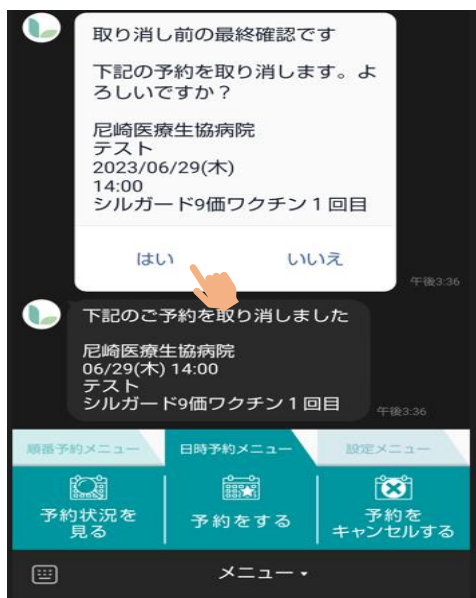 取り消し前の最終確認です
下記の予約を取り消します。よ
ろしいですか？
尼崎医療生協病院
テスト
2023/06/29(木)
14:00
シルガード9価ワクチン１回目
はい
いいえ
午後3:36
下記のご予約を取り消しました
尼崎医療生協病院
06/29(木) 14:00
テスト
シルガード9価ワクチン１回目
午後3:36
順番予約メニュー
日時予約メニュー
設定メニュー
予約状況を
見る
予約をする
予約を
キャンセルする
メニュー